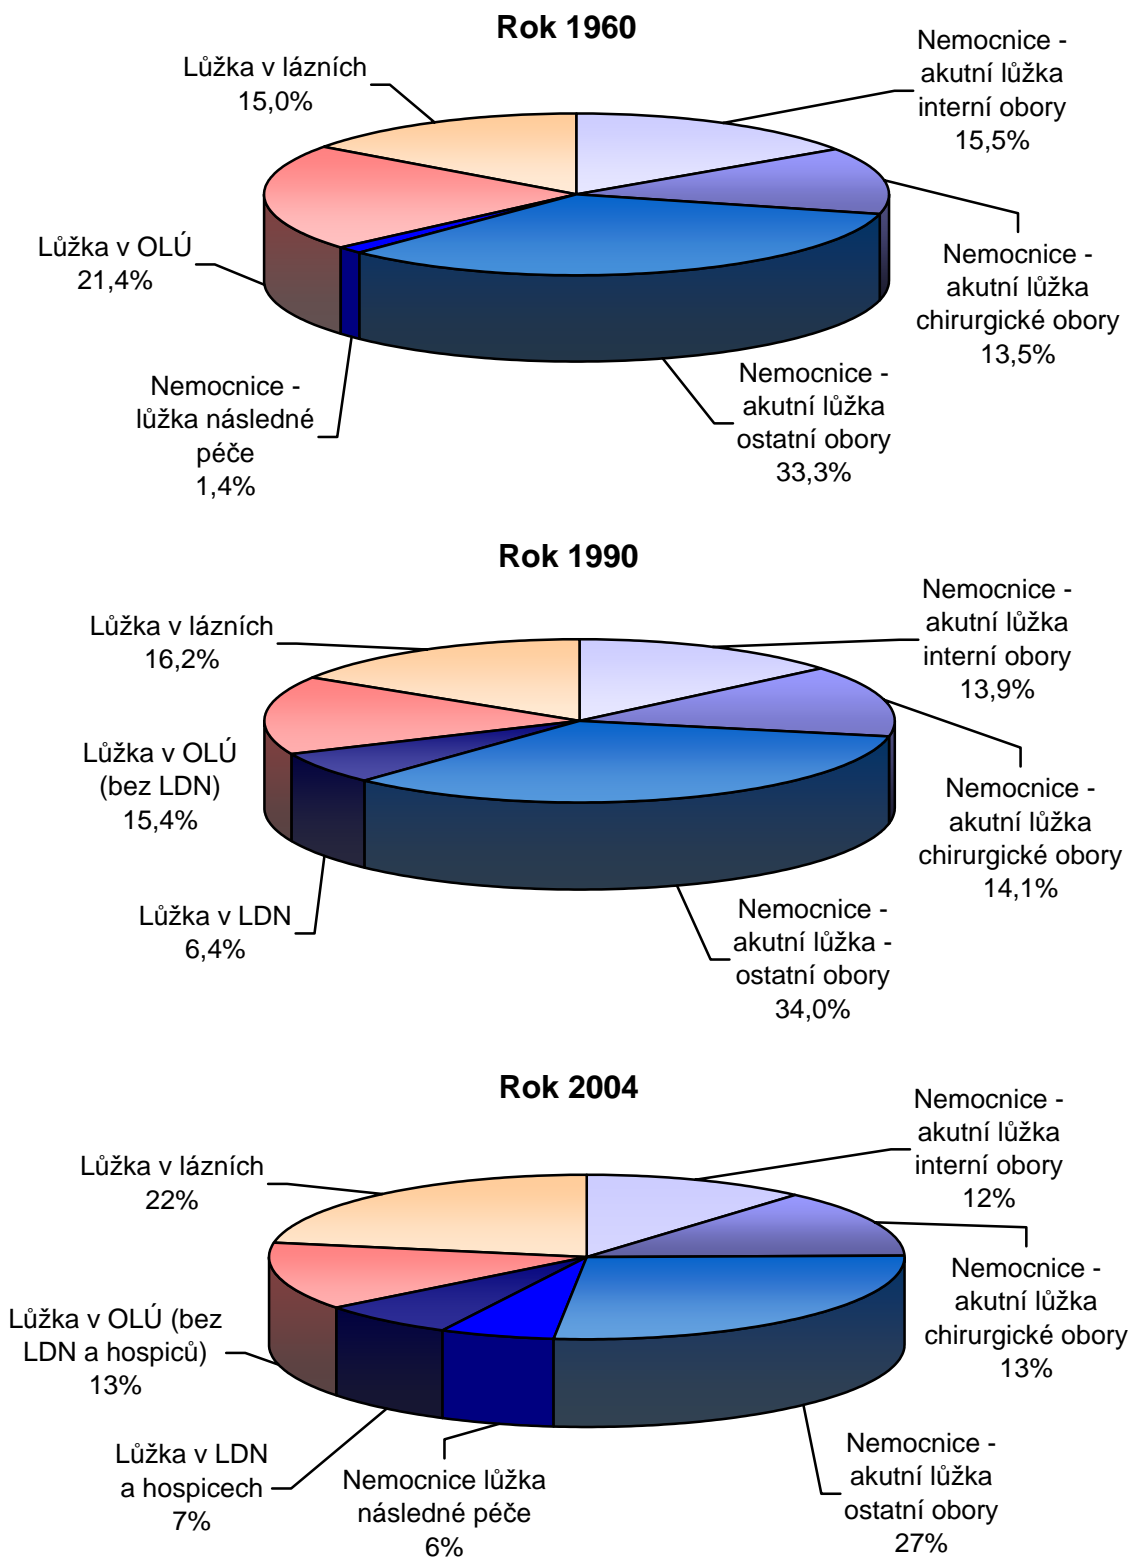 Rok 1960
Lůžka v lázních
15,0%
Nemocnice -
akutní lůžka
interní obory
15,5%
Lůžka v OLÚ
21,4%
Nemocnice -
akutní lůžka
chirurgické obory
13,5%
Nemocnice -
lůžka následné
péče
1,4%
Nemocnice -
akutní lůžka
ostatní obory
33,3%
Rok 1990
Lůžka v lázních
16,2%
Nemocnice -
akutní lůžka
interní obory
13,9%
Lůžka v OLÚ
(bez LDN)
15,4%
Nemocnice -
akutní lůžka
chirurgické obory
14,1%
Lůžka v LDN
6,4%
Nemocnice -
akutní lůžka -
ostatní obory
34,0%
Rok 2004
Lůžka v lázních
22%
Nemocnice -
akutní lůžka
interní obory
12%
Lůžka v OLÚ (bez
LDN a hospiců)
13%
Nemocnice -
akutní lůžka
chirurgické obory
13%
Lůžka v LDN
a hospicech
7%
Nemocnice lůžka
následné péče
6%
Nemocnice -
akutní lůžka
ostatní obory
27%